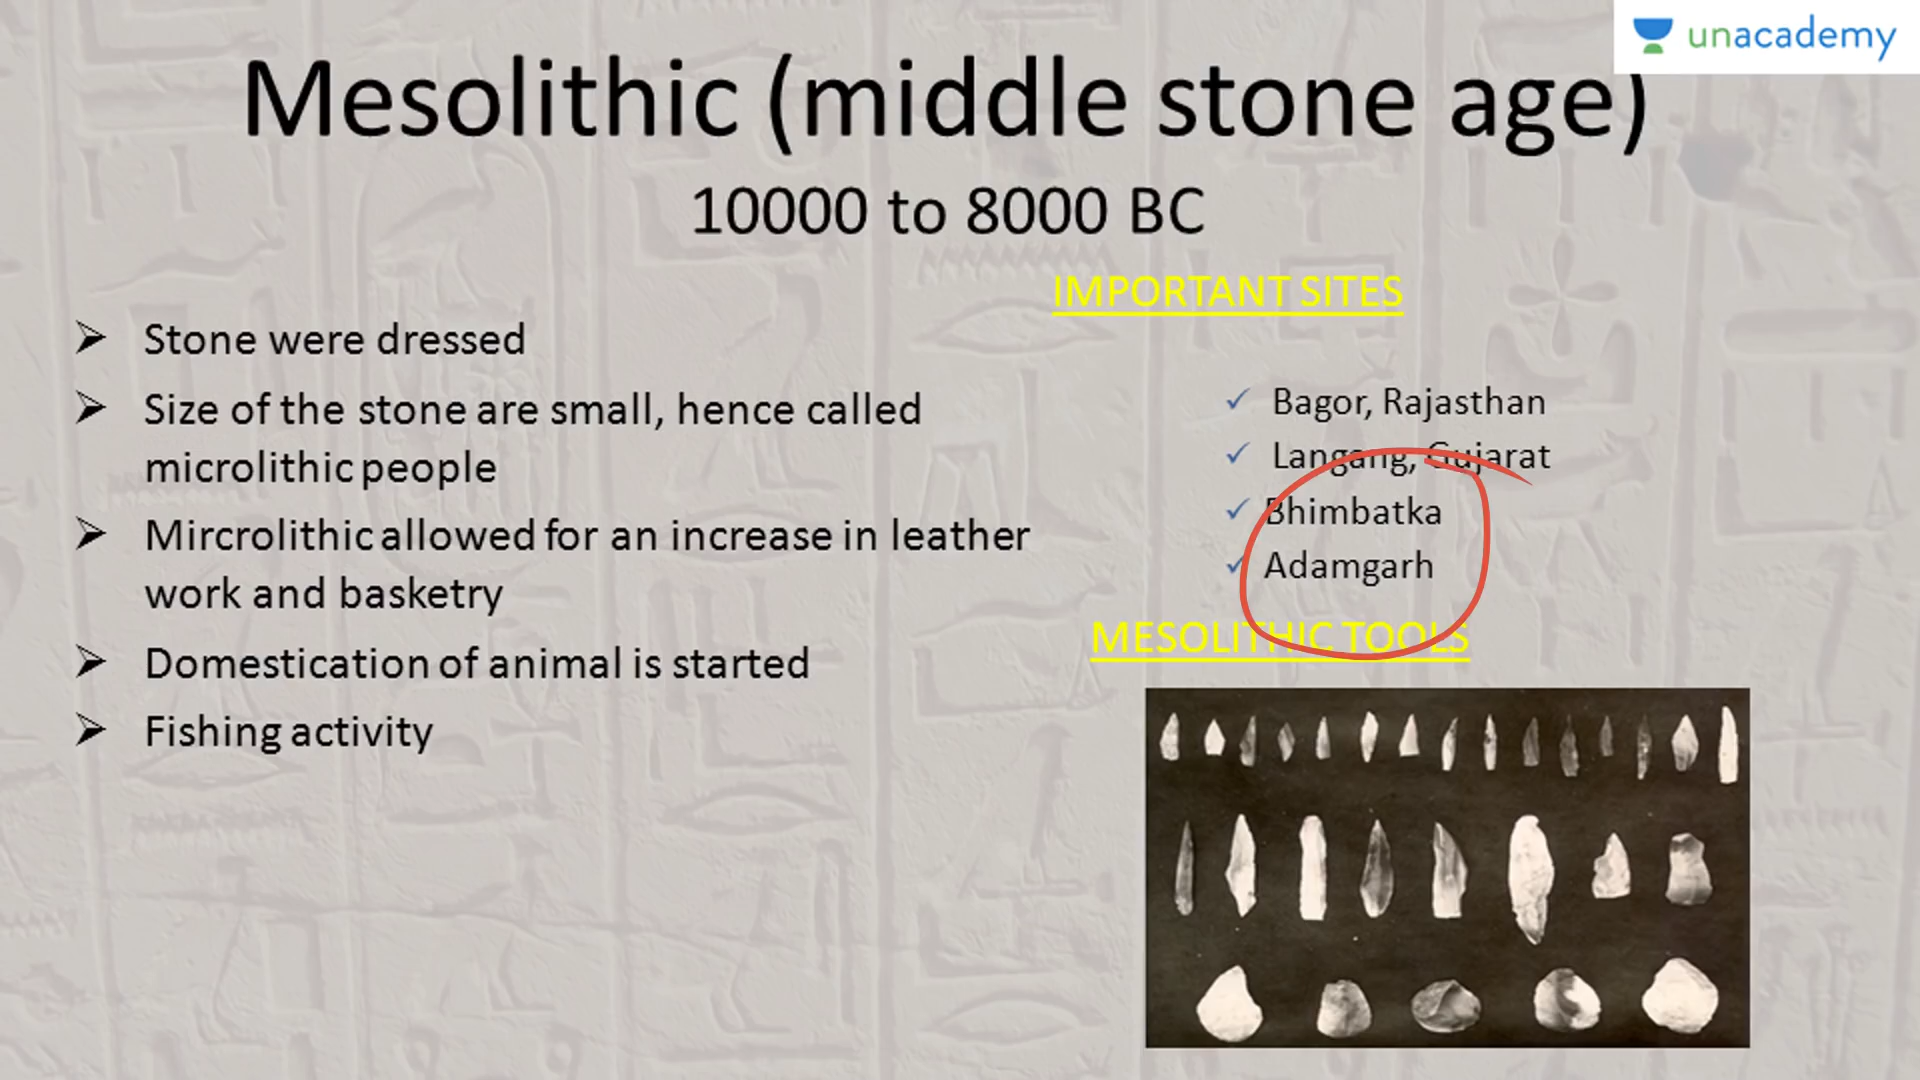 unacademy
Mesolithic (middle stone age)
10000 to 8000 BC
Stone were dressed
Size of the stone are small, hence called
microlithic people
Mircrolithic allowed for an increase in leather
work and basketry
Domestication of animal is started
Fishing activity
IMPORTANT SITES
Bagor, Rajasthan
Langang, Gujarat
Bhimbatka
Adamgarh
MESOLITHIC TOOLS